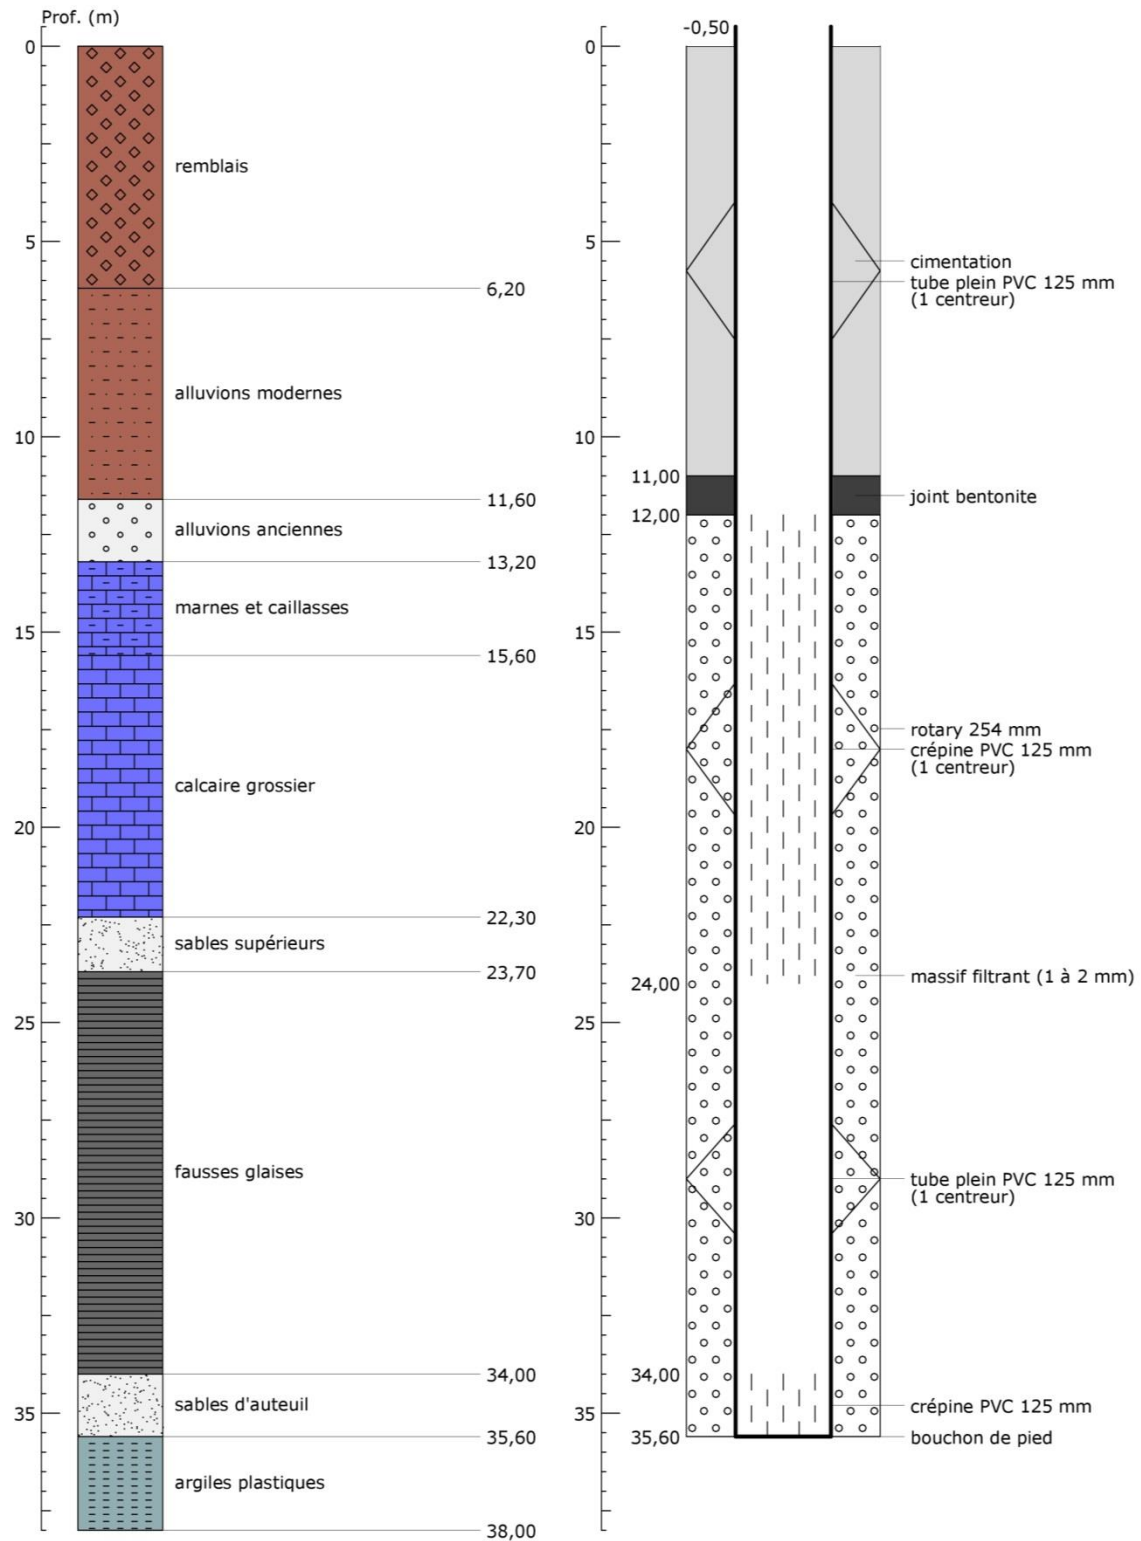 Prof. (m)
0
5
10
15
20
25
30
35
remblais
6,20
alluvions modernes
11,60
alluvions anciennes
13,20
marnes et caillasses
15,60
calcaire grossier
22,30
sables supérieurs
23,70
fausses glaises
34,00
sables d'auteuil
35,60
argiles plastiques
38,00
0
5
10
15
20
25
30
35
-0,50
11,00
12,00
24,00
34,00
35,60
cimentation
tube plein PVC 125 mm
(1 centreur)
joint bentonite
rotary 254 mm
crépine PVC 125 mm
(1 centreur)
massif filtrant (1 à 2 mm)
tube plein PVC 125 mm
(1 centreur)
crépine PVC 125 mm
bouchon de pied